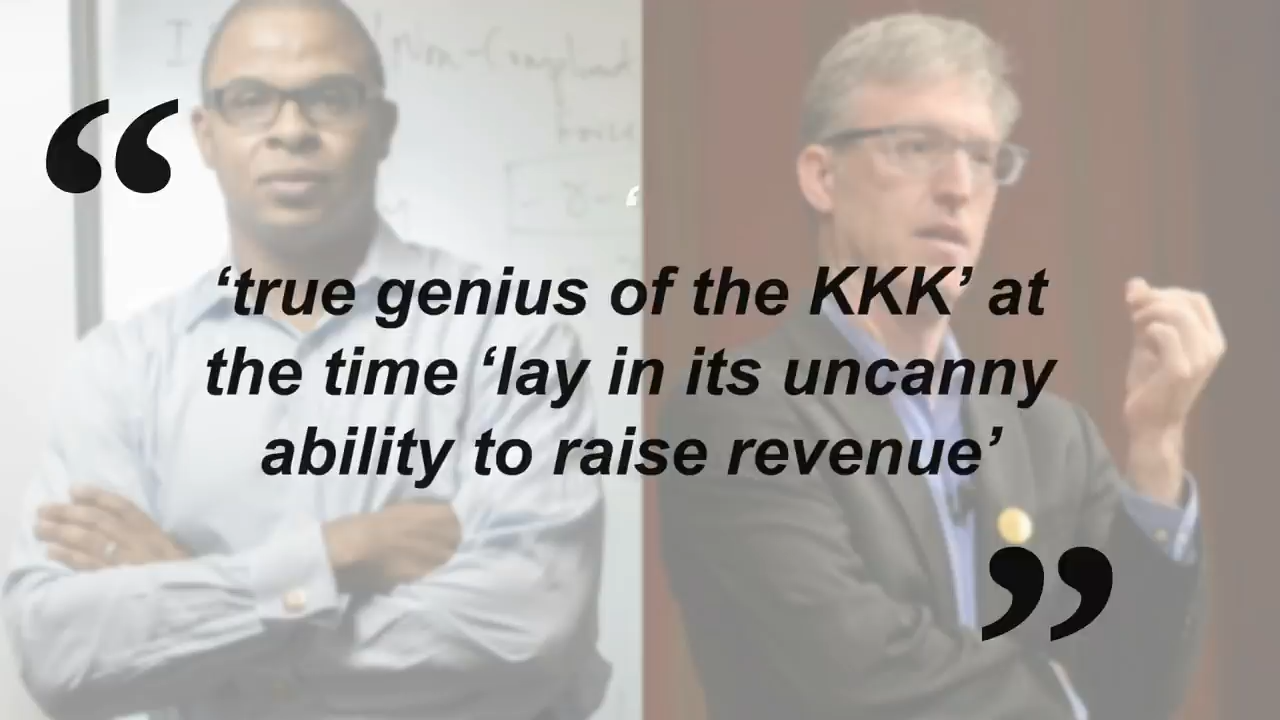 “
‘true genius of the KKK’ at
the time ‘lay in its uncanny
ability to raise revenue’
”